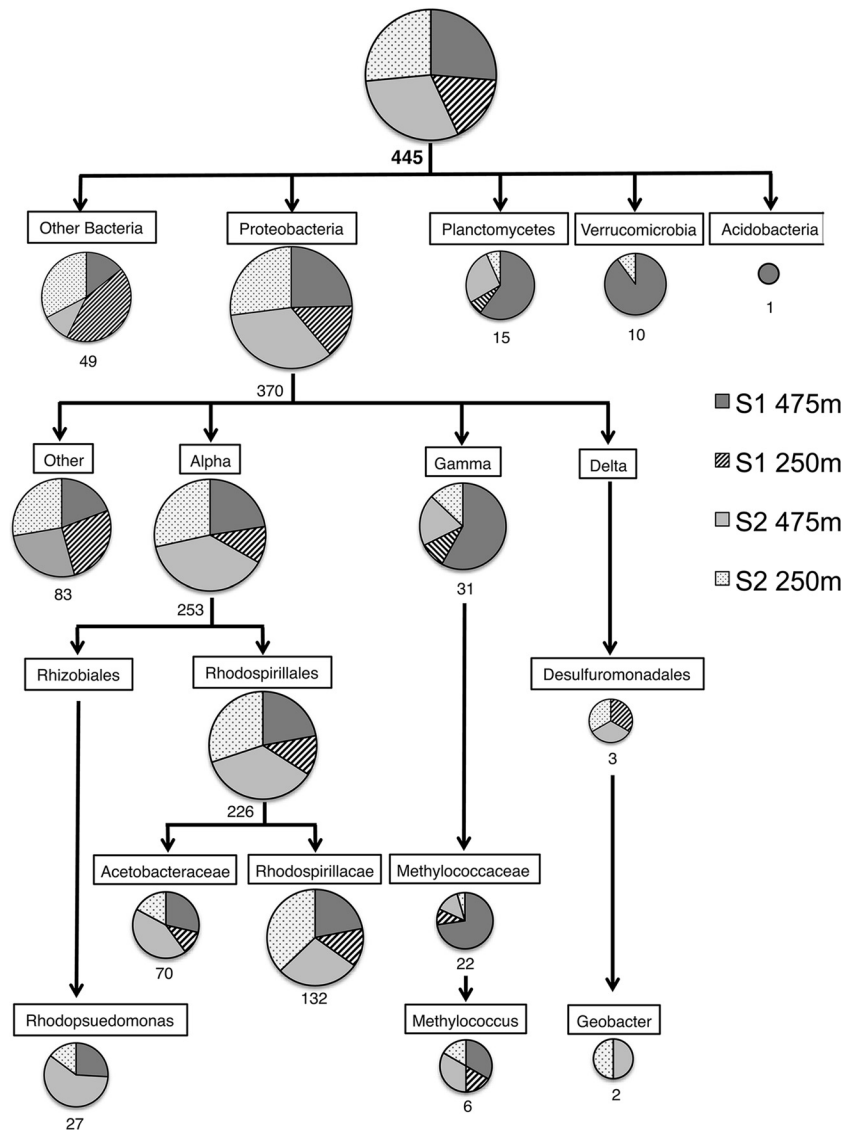 445
Other Bacteria
Proteobacteria
Planctomycetes
Verrucomicrobia
Acidobacteria
49
15
10
1
370
S1 475m
S1 250m
S2 475m
S2 250m
Other
Alpha
Gamma
Delta
83
253
31
Rhizobiales
Rhodospirillales
Desulfuromonadales
226
3
Acetobacteraceae
Rhodospirillacae
Methylococcaceae
70
132
22
Rhodopsuedomonas
Methylococcus
Geobacter
27
6
2